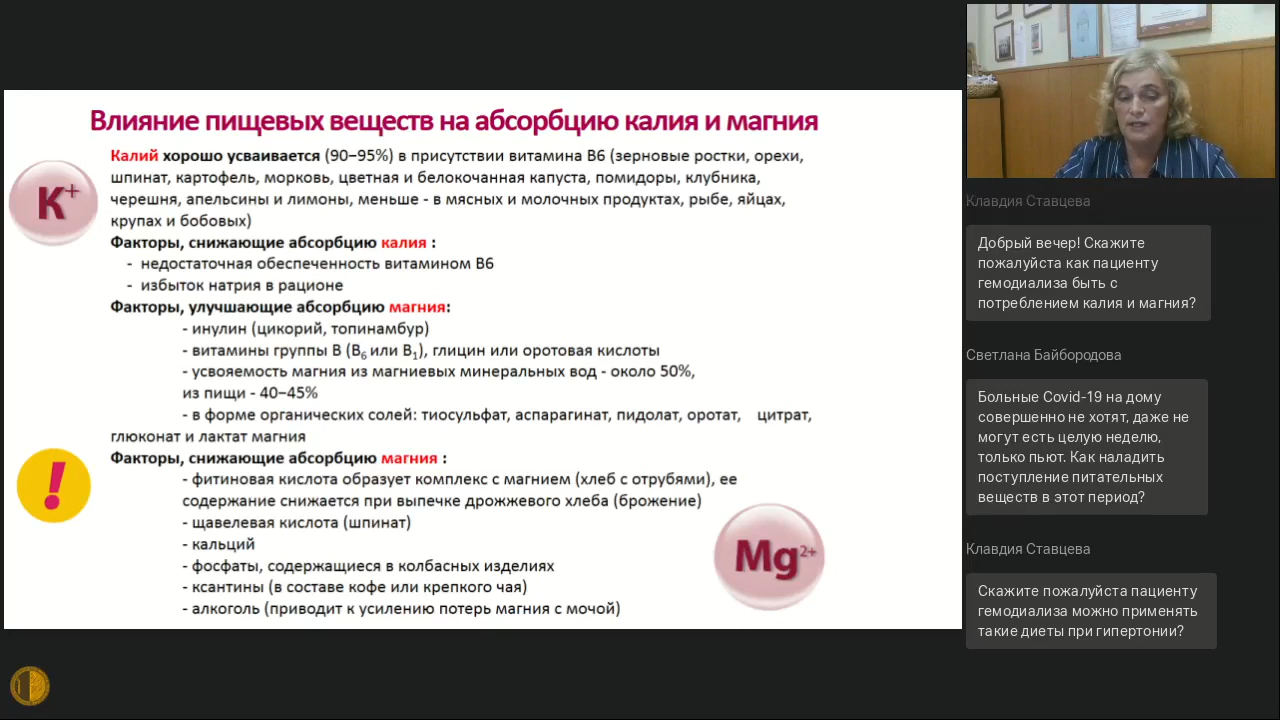 Влияние пищевых веществ на абсорбцию калия и магния
K+
Калий хорошо усваивается (90–95%) в присутствии витамина В6 (зерновые ростки, орехи,
шпинат, картофель, морковь, цветная и белокочанная капуста, помидоры, клубника,
черешня, апельсины и лимоны, меньше - в мясных и молочных продуктах, рыбе, яйцах,
крупах и бобовых)
Факторы, снижающие абсорбцию калия :
- недостаточная обеспеченность витамином В6
- избыток натрия в рационе
Факторы, улучшающие абсорбцию магния:
- инулин (цикорий, топинамбур)
- витамины группы В (В6 или В1), глицин или оротовая кислоты
- усвояемость магния из магниевых минеральных вод - около 50%,
из пищи - 40–45%
- в форме органических солей: тиосульфат, аспарагинат, пидолат, оротат, цитрат,
глюконат и лактат магния
!
Факторы, снижающие абсорбцию магния :
- фитиновая кислота образует комплекс с магнием (хлеб с отрубями), ее
содержание снижается при выпечке дрожжевого хлеба (брожение)
- щавелевая кислота (шпинат)
- кальций
- фосфаты, содержащиеся в колбасных изделиях
- ксантины (в составе кофе или крепкого чая)
- алкоголь (приводит к усилению потерь магния с мочой)
Mg2+
Клавдия Ставцева
Добрый вечер! Скажите
пожалуйста как пациенту
гемодиализа быть с
потреблением калия и магния?
Светлана Байбородова
Больные Covid-19 на дому
совершенно не хотят, даже не
могут есть целую неделю,
только пьют. Как наладить
поступление питательных
веществ в этот период?
Клавдия Ставцева
Скажите пожалуйста пациенту
гемодиализа можно применять
такие диеты при гипертонии?